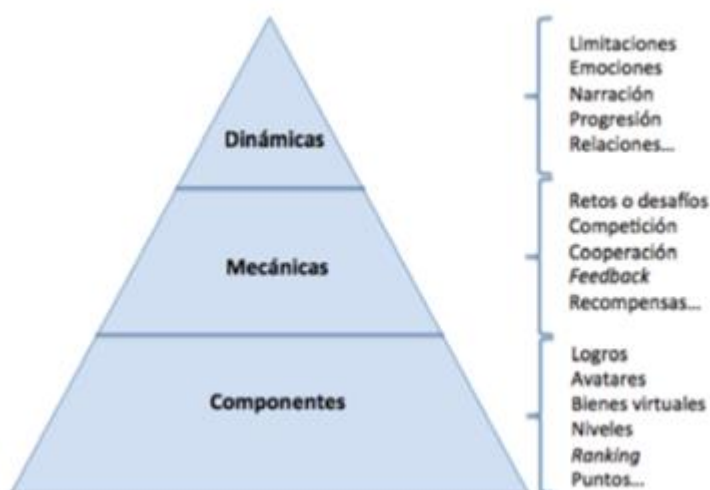 Dinámicas
Limitaciones
Emociones
Narración
Progresión
Relaciones...
Mecánicas
Retos o desafíos
Competición
Cooperación
Feedback
Recompensas...
Componentes
Logros
Avatares
Bienes virtuales
Niveles
Ranking
Puntos...